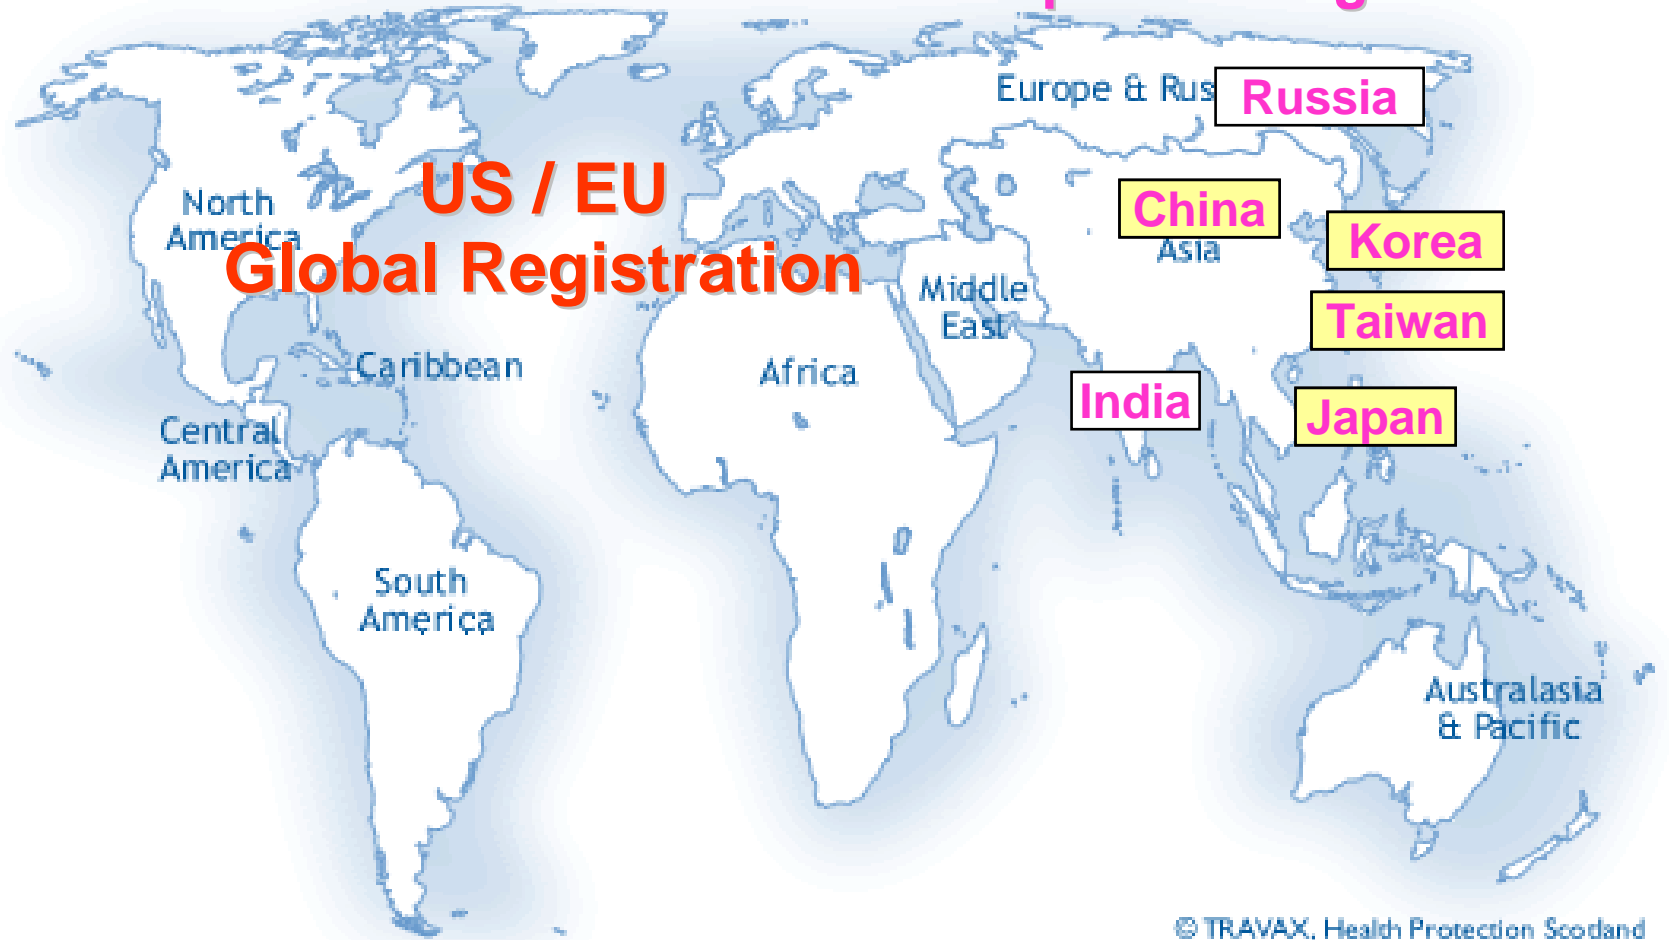 Europe & Rus
Russia
US / EU
Global Registration
North
America
China
Asia
Korea
Middle
East
Taiwan
Caribbean
Africa
India
Japan
Central
America
South
America
Australasia
& Pacific
© TRAVAX, Health Protection Scotland